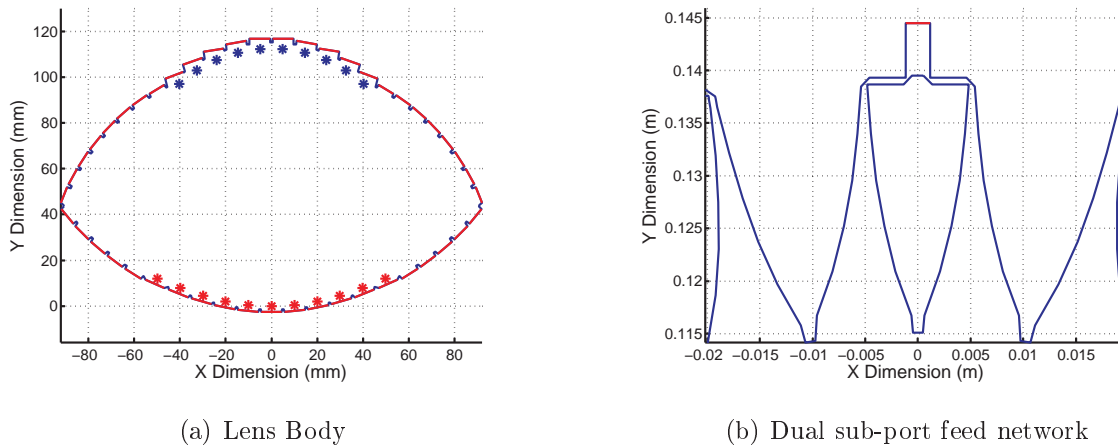 120
100
80
60
40
20
0
Y Dimension (mm)
−80 −60 −40 −20 0 20 40 60 80
X Dimension (mm)
(a) Lens Body
0.145
0.14
0.135
0.13
0.125
0.12
0.115
Y Dimension (m)
−0.02 −0.015 −0.01 −0.005 0 0.005 0.01 0.015
X Dimension (m)
(b) Dual sub-port feed network